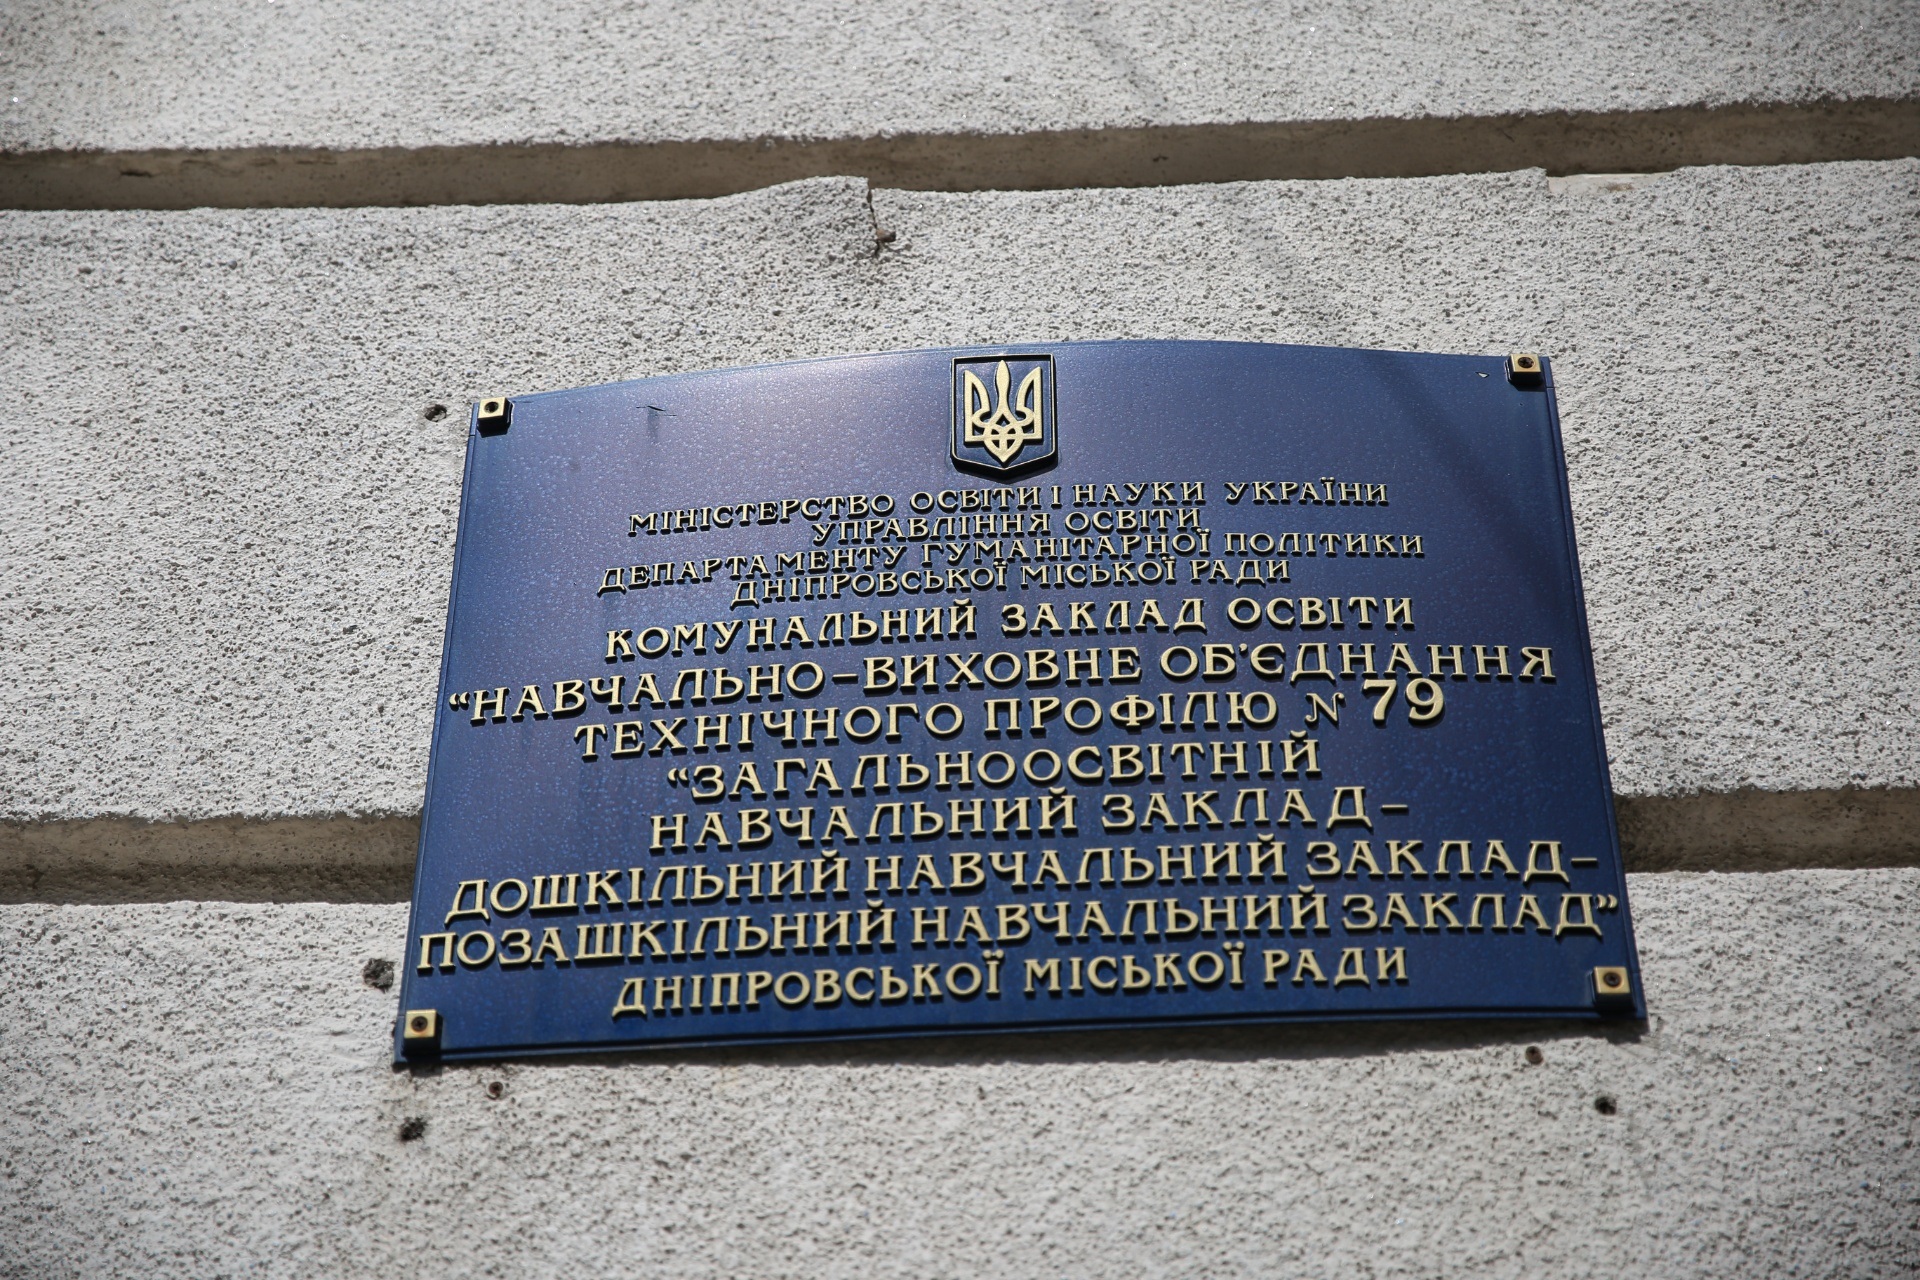 МІНІСТЕРСТВО ОСВІТИ І НАУКИ УКРАЇНИ
УПРАВЛІННЯ ОСВІТИ
ДЕПАРТАМЕНТУ ГУМАНІТАРНОЇ ПОЛІТИКИ
ДНІПРОВСЬКОЇ МІСЬКОЇ РАДИ
КОМУНАЛЬНИЙ ЗАКЛАД ОСВІТИ
“НАВЧАЛЬНО-ВИХОВНЕ ОБ'ЄДНАННЯ
ТЕХНІЧНОГО ПРОФІЛЮ N 79
“ЗАГАЛЬНООСВІТНІЙ
НАВЧАЛЬНИЙ ЗАКЛАД-
ДОШКІЛЬНИЙ НАВЧАЛЬНИЙ ЗАКЛАД-
ПОЗАШКІЛЬНИЙ НАВЧАЛЬНИЙ ЗАКЛАД”
ДНІПРОВСЬКОЇ МІСЬКОЇ РАДИ